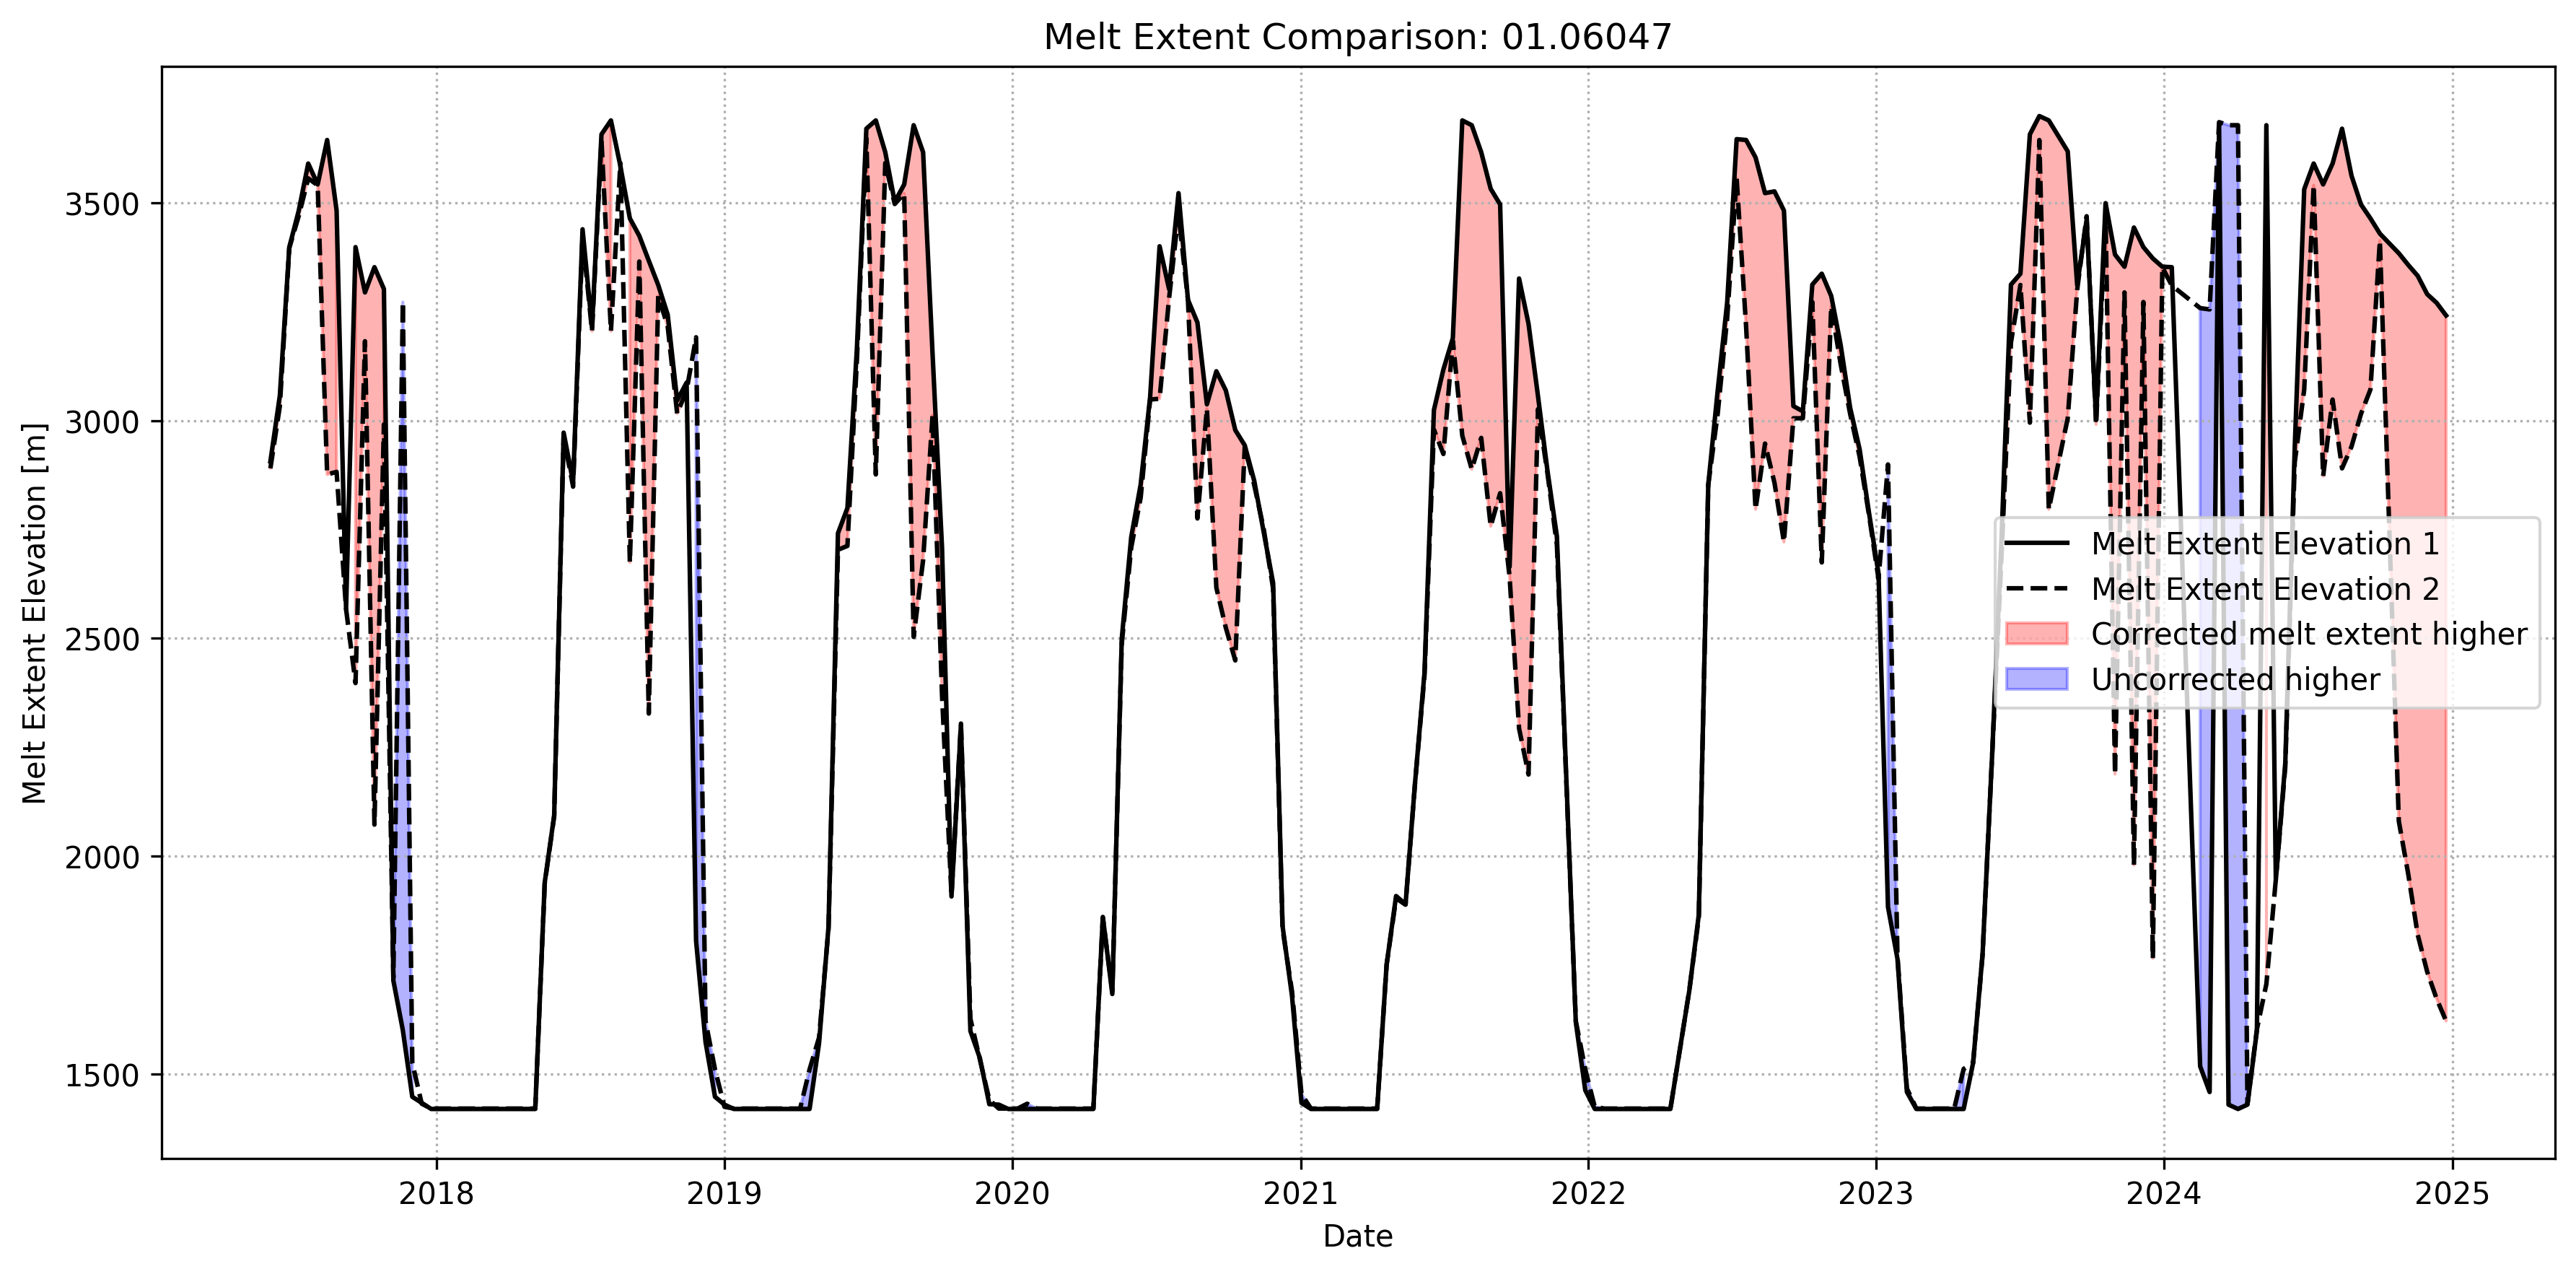 Melt Extent Comparison: 01.06047
Melt Extent Elevation [m]
3500
3000
2500
2000
1500
Melt Extent Elevation 1
Melt Extent Elevation 2
Corrected melt extent higher
Uncorrected higher
2018 2019 2020 2021 2022 2023 2024 2025
Date